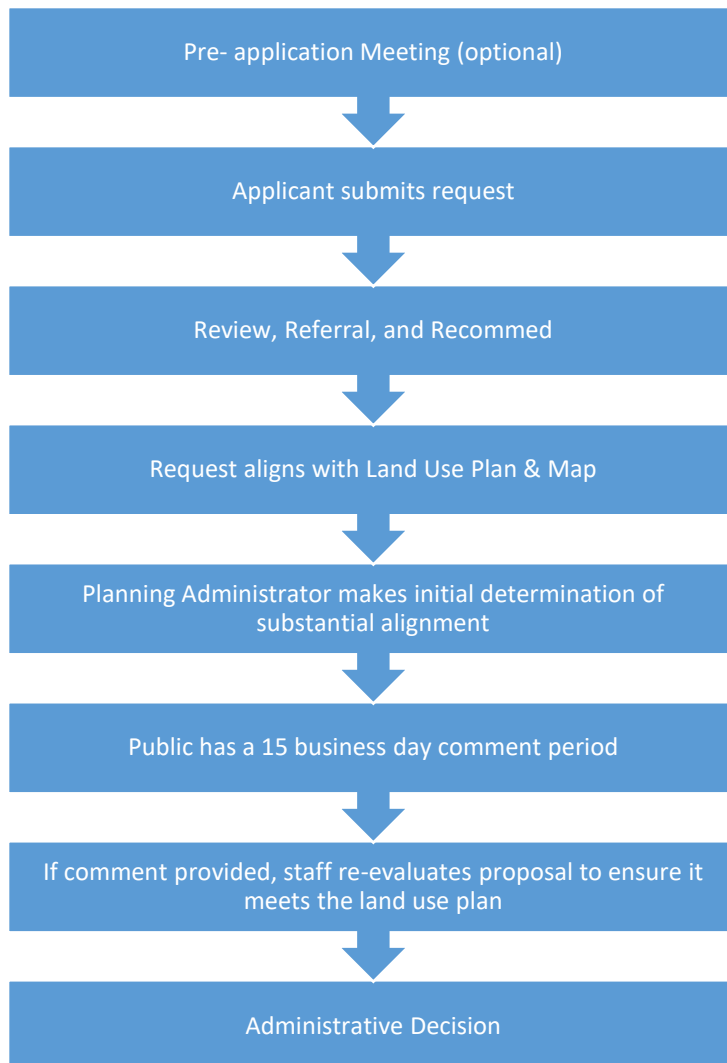 Pre- application Meeting (optional)
Applicant submits request
Review, Referral, and Recommed
Request aligns with Land Use Plan & Map
Planning Administrator makes initial determination of
substantial alignment
Public has a 15 business day comment period
If comment provided, staff re-evaluates proposal to ensure it
meets the land use plan
Administrative Decision